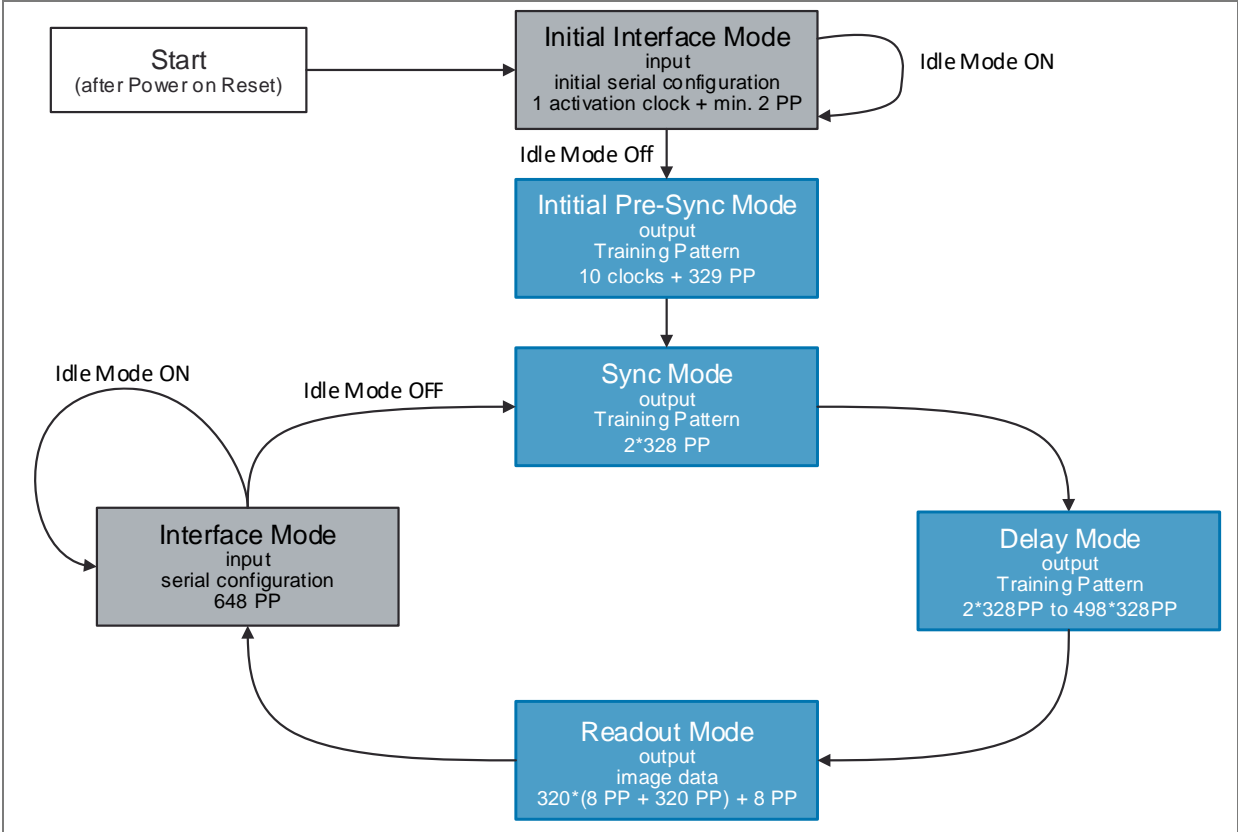 Start
(after Power on Reset)
Initial Interface Mode
input
initial serial configuration
1 activation clock + min. 2 PP
Idle Mode ON
Idle Mode Off
Intitial Pre-Sync Mode
output
Training Pattern
10 clocks + 329 PP
Idle Mode ON
Idle Mode OFF
Sync Mode
output
Training Pattern
2*328 PP
Interface Mode
input
serial configuration
648 PP
Delay Mode
output
Training Pattern
2*328PP to 498*328PP
Readout Mode
output
image data
320*(8 PP + 320 PP) + 8 PP